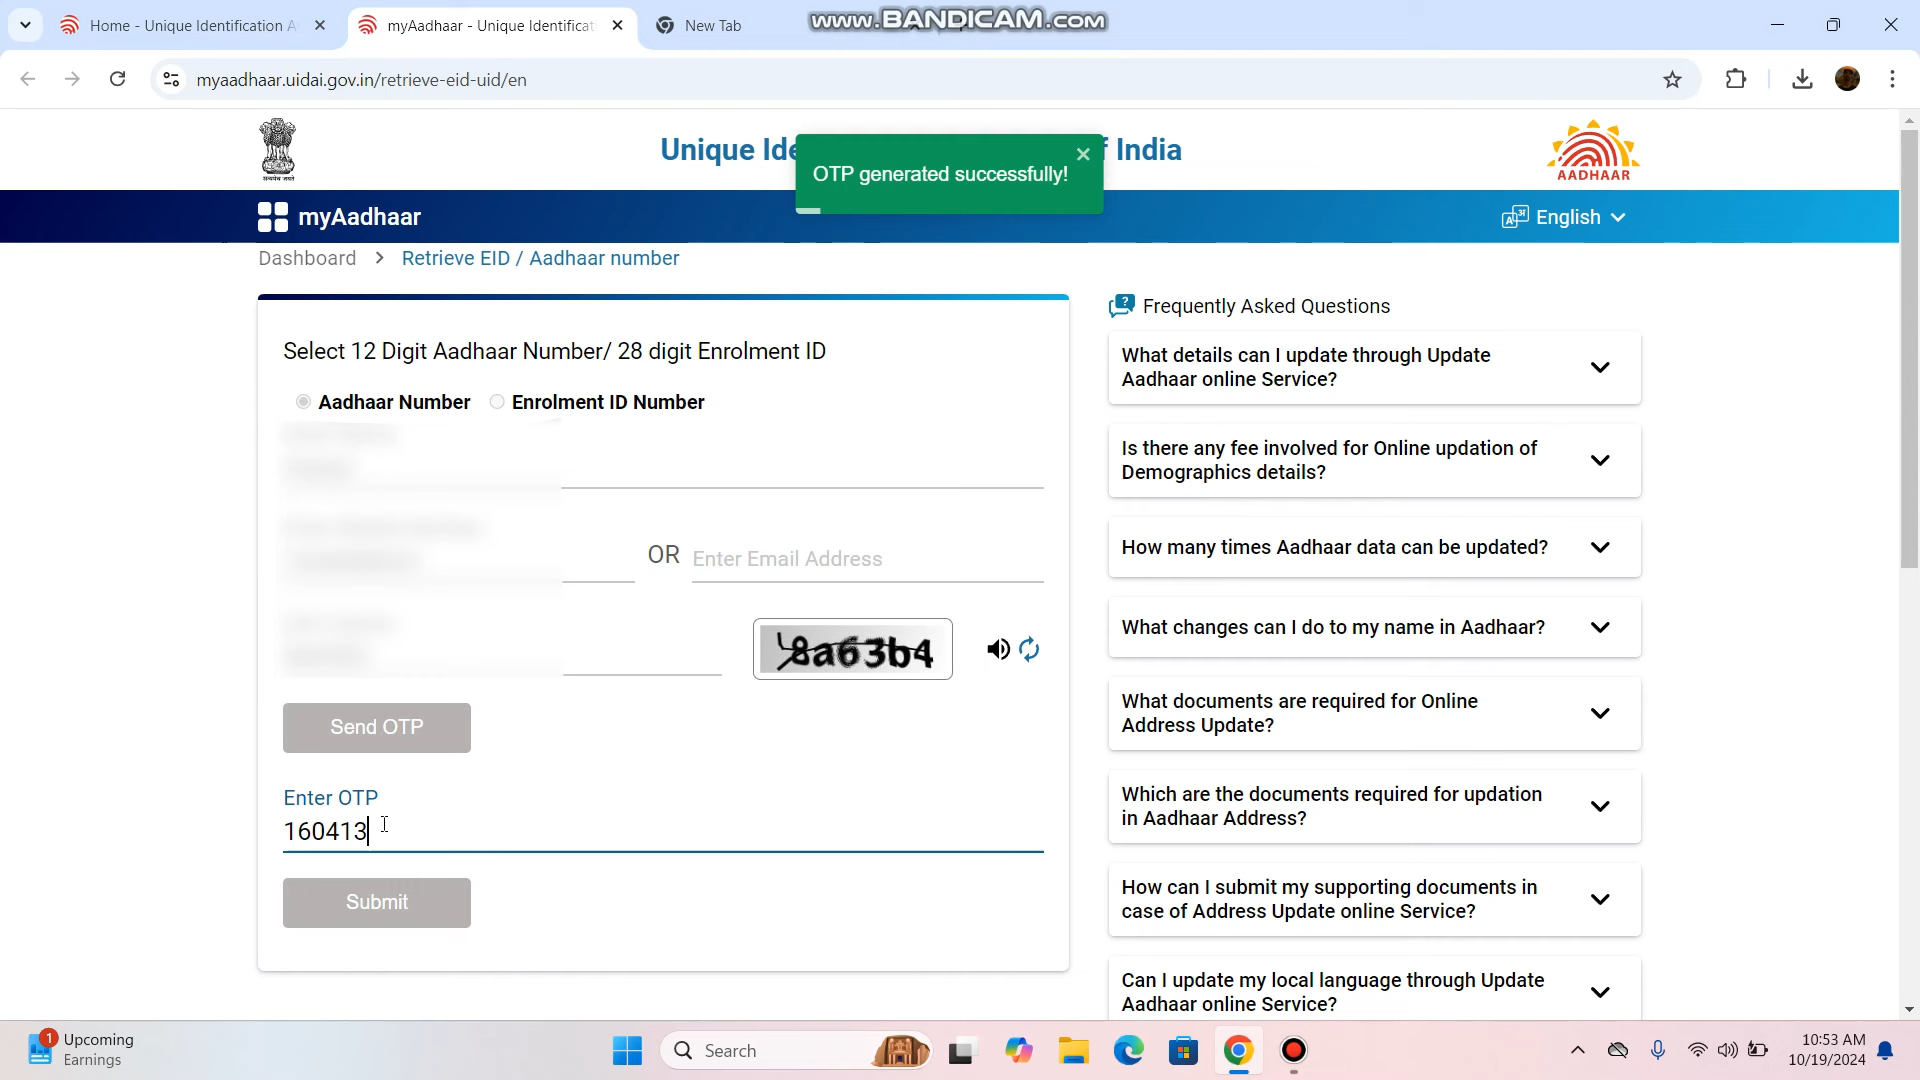 Home - Unique Identification A
myAadhaar - Unique Identificat
New Tab
www.BANDICAM.com
myaadhaar.uidai.gov.in/retrieve-eid-uid/en
Unique Ide
f India
OTP generated successfully!
सत्यमेव जयते
AADHAAR
myAadhaar
English
Dashboard > Retrieve EID / Aadhaar number
Select 12 Digit Aadhaar Number/ 28 digit Enrolment ID
Aadhaar Number
Enrolment ID Number
OR
Enter Email Address
8a63b4
Send OTP
Enter OTP
160413
Submit
Frequently Asked Questions
What details can I update through Update
Aadhaar online Service?
Is there any fee involved for Online updation of
Demographics details?
How many times Aadhaar data can be updated?
What changes can I do to my name in Aadhaar?
What documents are required for Online
Address Update?
Which are the documents required for updation
in Aadhaar Address?
How can I submit my supporting documents in
case of Address Update online Service?
Can I update my local language through Update
Aadhaar online Service?
1
Upcoming
Earnings
Search
10:53 AM
10/19/2024